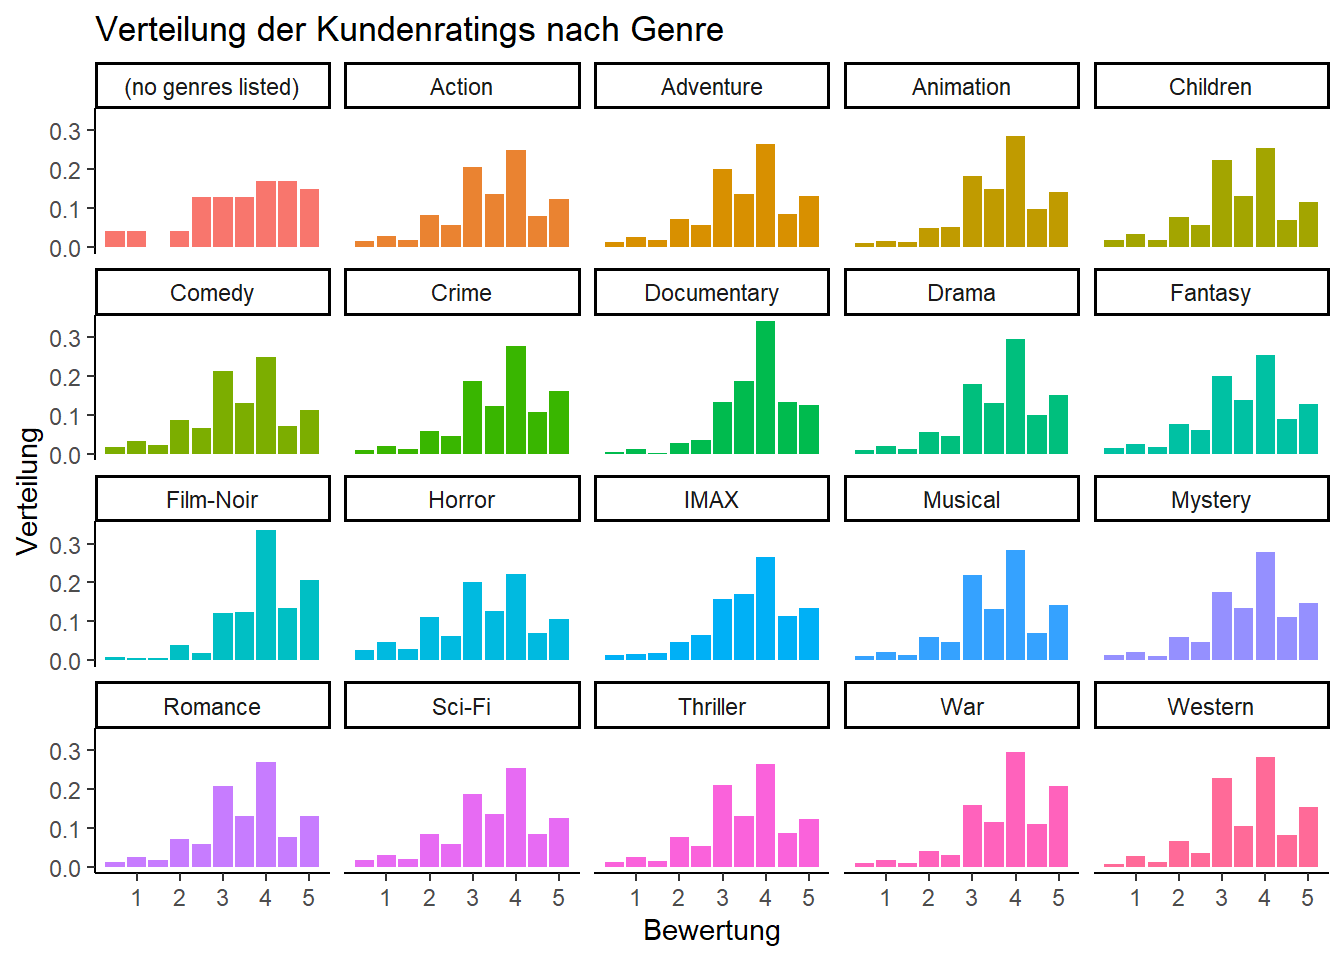 Verteilung der Kundenratings nach Genre
(no genres listed) Action Adventure Animation Children
0.3
0.2
0.1
0.0
Comedy Crime Documentary Drama Fantasy
0.3
0.2
0.1
0.0
Verteilung
Film-Noir Horror IMAX Musical Mystery
0.3
0.2
0.1
0.0
Romance Sci-Fi Thriller War Western
0.3
0.2
0.1
0.0
1 2 3 4 5 1 2 3 4 5 1 2 3 4 5 1 2 3 4 5 1 2 3 4 5
Bewertung